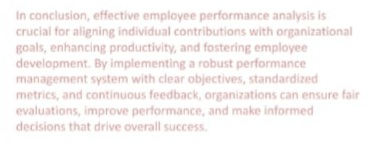 In conclusion, effective employee performance analysis is
crucial for aligning individual contributions with organizational
goals, enhancing productivity, and fostering employee
development. By implementing a robust performance
management system with clear objectives, standardized
metrics, and continuous feedback, organizations can ensure fair
evaluations, improve performance, and make informed
decisions that drive overall success.